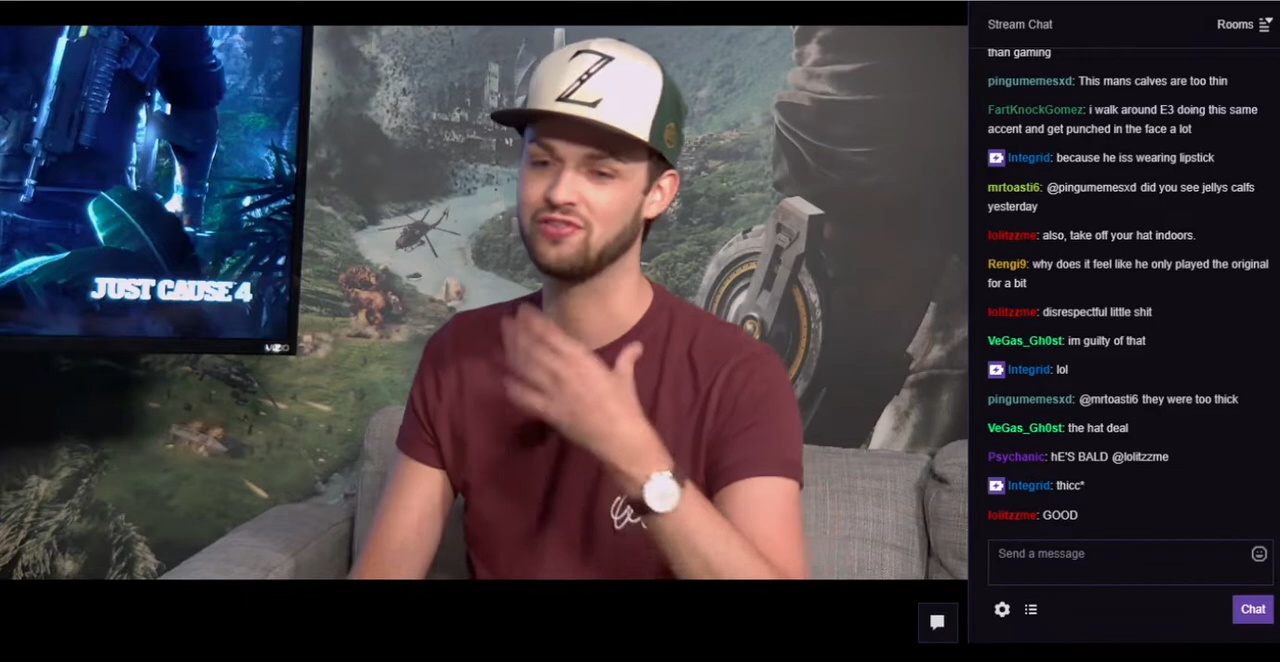 Z
JUST CAUSE 4
VIZIO
Stream Chat
Rooms
than gaming
pingumemesxd: This mans calves are too thin
FartKnockGomez: i walk around E3 doing this same
accent and get punched in the face a lot
Integrid: because he iss wearing lipstick
mrtoasti6: @pingumemesxd did you see jellys calfs
yesterday
lolitzzme: also, take off your hat indoors.
Rengi9: why does it feel like he only played the original
for a bit
lolitzzme: disrespectful little shit
VeGas_Gh0st: im guilty of that
Integrid: lol
pingumemesxd: @mrtoasti6 they were too thick
VeGas_Gh0st: the hat deal
Psychanic: hE'S BALD @lolitzzme
Integrid: thicc*
lolitzzme: GOOD
Send a message
Chat